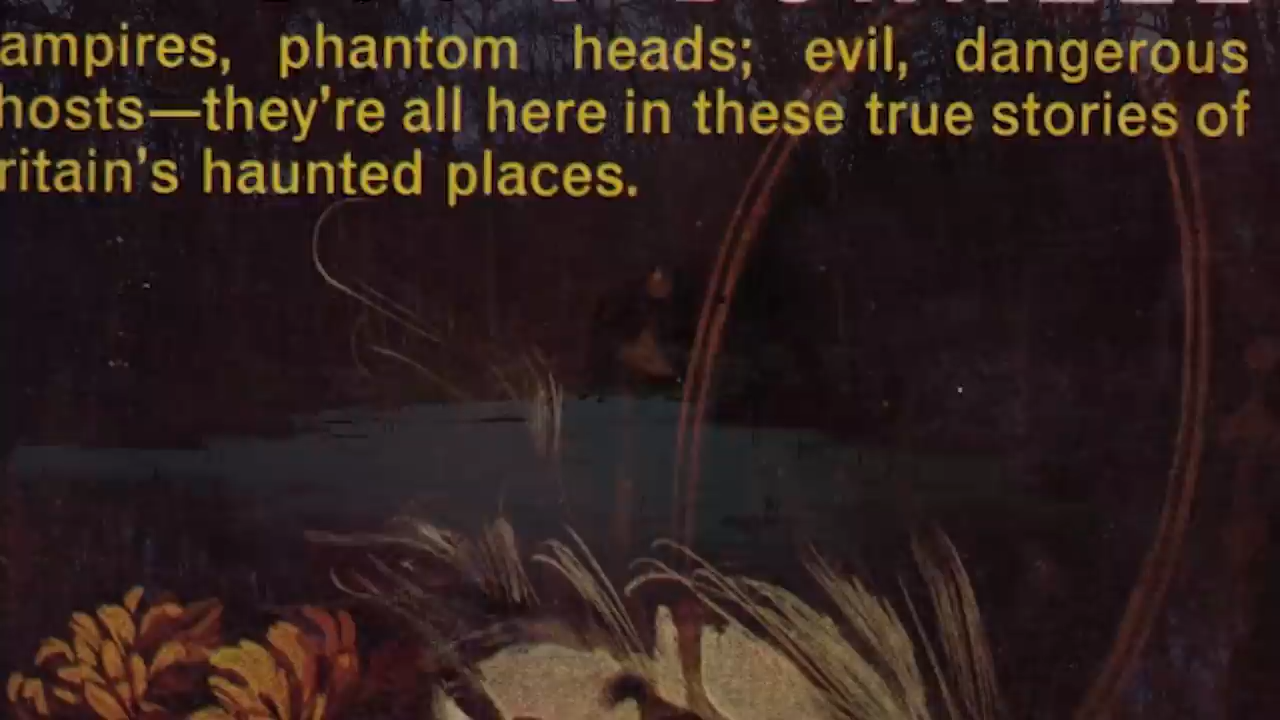 ampires, phantom heads; evil, dangerous
hosts—they're all here in these true stories of
ritain's haunted places.